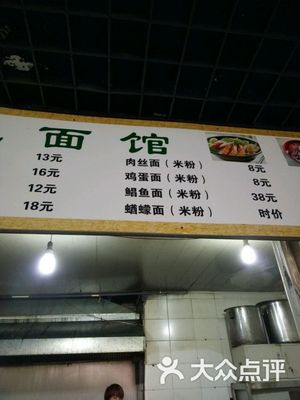 面馆
13元 肉丝面（米粉） 8元
16元 鸡蛋面（米粉） 8元
12元 鲳鱼面（米粉） 38元
18元 蝤蠓面（米粉） 时价
大众点评